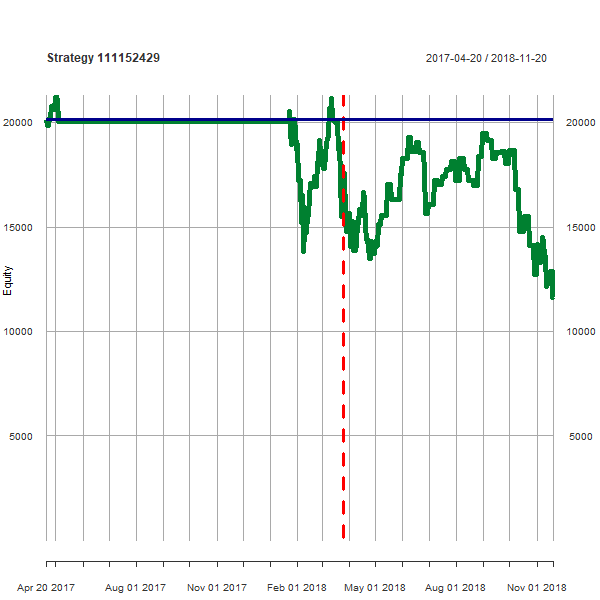 Strategy 111152429
2017-04-20 / 2018-11-20
20000
20000
15000
15000
Equity
10000
10000
5000
5000
Apr 20 2017
Aug 01 2017
Nov 01 2017
Feb 01 2018
May 01 2018
Aug 01 2018
Nov 01 2018